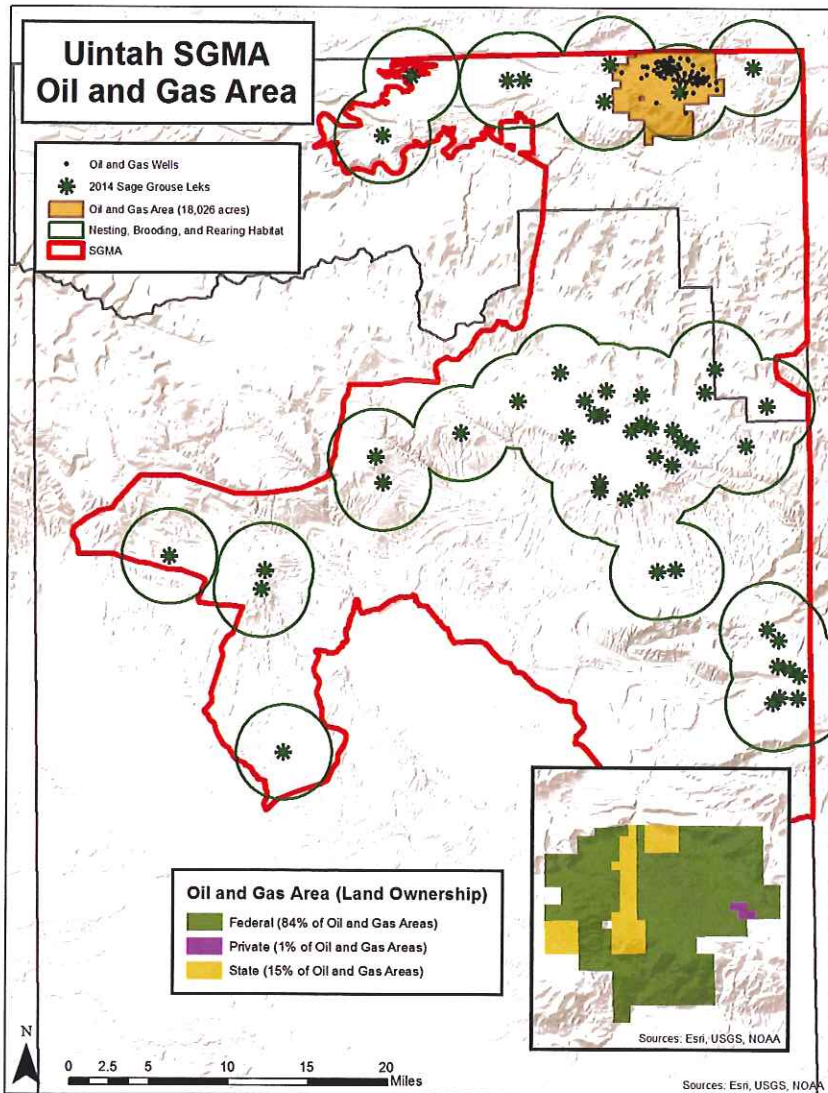 Uintah SGMA
Oil and Gas Area
Oil and Gas Wells
2014 Sage Grouse Leks
Oil and Gas Area (18,026 acres)
Nesting, Brooding, and Rearing Habitat
SGMA
Oil and Gas Area (Land Ownership)
Federal (84% of Oil and Gas Areas)
Private (1% of Oil and Gas Areas)
State (15% of Oil and Gas Areas)
Sources: Esri, USGS, NOAA
N
0 2.5 5 10 15 20
Miles
Sources: Esri, USGS, NOAA